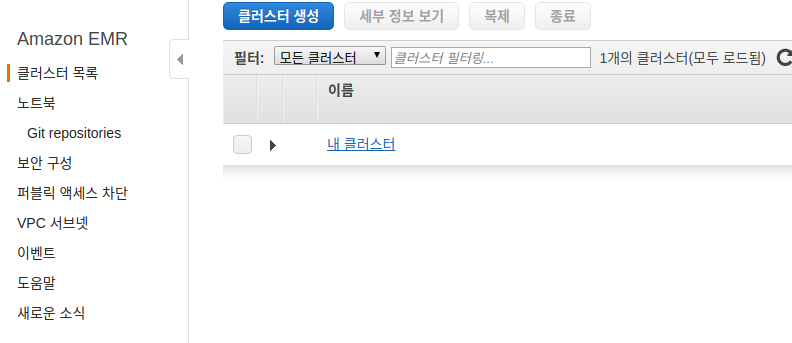 Amazon EMR
클러스터 목록
노트북
Git repositories
보안 구성
퍼블릭 액세스 차단
VPC 서브넷
이벤트
도움말
새로운 소식
클러스터 생성 세부 정보 보기 복제 종료
필터: 모든 클러스터 클러스터 필터링... 1개의 클러스터(모두 로드됨)
이름
내 클러스터